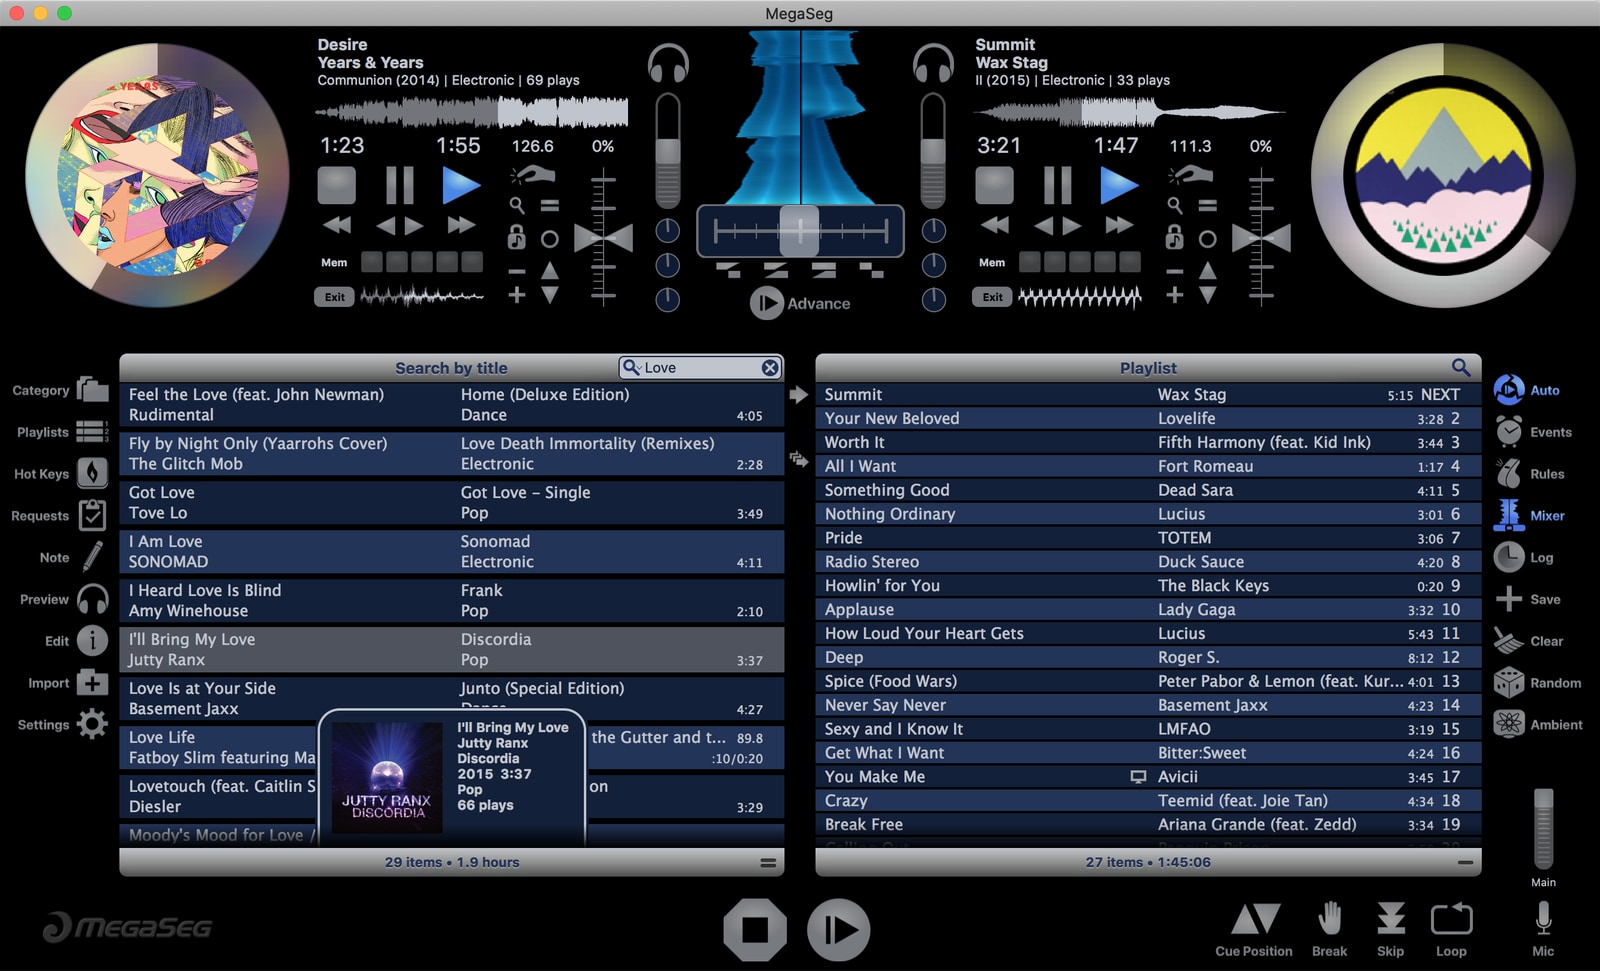 MegaSeg
Desire
Years & Years
Communion (2014) | Electronic | 69 plays
1:23 1:55 126.6 0%
Mem
Exit
Advance
Summit
Wax Stag
II (2015) | Electronic | 33 plays
3:21 1:47 111.3 0%
Mem
Exit
YEARS
Category
Playlists
Hot Keys
Requests
Note
Preview
Edit
Import
Settings
Search by title Love
Feel the Love (feat. John Newman) Home (Deluxe Edition)
Rudimental Dance 4:05
Fly by Night Only (Yaarrohs Cover) Love Death Immortality (Remixes)
The Glitch Mob Electronic 2:28
Got Love Got Love – Single
Tove Lo Pop 3:49
I Am Love Sonomad
SONOMAD Electronic 4:11
I Heard Love Is Blind Frank
Amy Winehouse Pop 2:10
I'll Bring My Love Discordia
Jutty Ranx Pop 3:37
Love Is at Your Side Junto (Special Edition)
Basement Jaxx Dance 4:27
Love Life the Gutter and t... 89.8
Fatboy Slim featuring Ma :10/0:20
Lovetouch (feat. Caitlin S on
Diesler 3:29
Moody's Mood for Love /
JUTTY RANX
DISCORDIA
I'll Bring My Love
Jutty Ranx
Discordia
2015 3:37
Pop
66 plays
29 items • 1.9 hours
Playlist
Summit Wax Stag 5:15 NEXT
Your New Beloved Lovelife 3:28 2
Worth It Fifth Harmony (feat. Kid Ink) 3:44 3
All I Want Fort Romeau 1:17 4
Something Good Dead Sara 4:11 5
Nothing Ordinary Lucius 3:01 6
Pride TOTEM 3:06 7
Radio Stereo Duck Sauce 4:20 8
Howlin' for You The Black Keys 0:20 9
Applause Lady Gaga 3:32 10
How Loud Your Heart Gets Lucius 5:43 11
Deep Roger S. 8:12 12
Spice (Food Wars) Peter Pabor & Lemon (feat. Kur... 4:01 13
Never Say Never Basement Jaxx 4:23 14
Sexy and I Know It LMFAO 3:19 15
Get What I Want Bitter:Sweet 4:24 16
You Make Me Avicii 3:45 17
Crazy Teemid (feat. Joie Tan) 4:34 18
Break Free Ariana Grande (feat. Zedd) 3:34 19
27 items • 1:45:06
Auto
Events
Rules
Mixer
Log
Save
Clear
Random
Ambient
Main
MegaSeg
Cue Position Break Skip Loop Mic